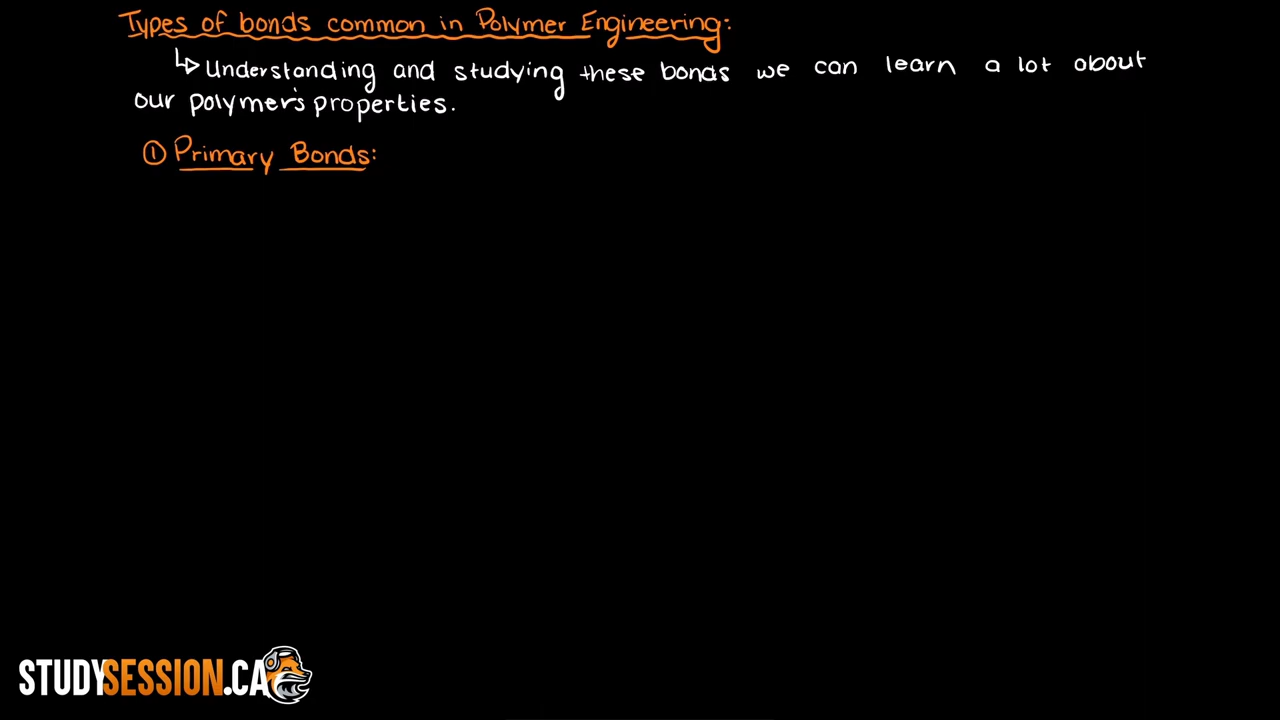 Types of bonds common in Polymer Engineering:
↳ Understanding and studying these bonds we can learn a lot about
our polymer's properties.
① Primary Bonds:
STUDYSESSION.CA